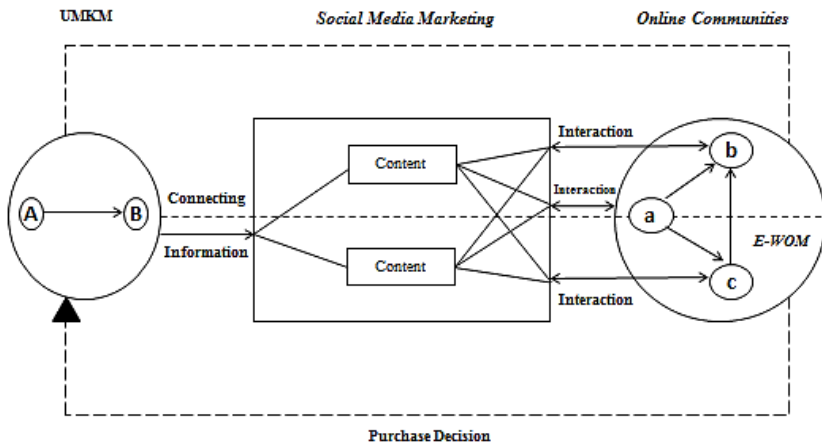 UMKM
Social Media Marketing
Online Communities
Interaction
Content
b
Connecting
Interaction
A
B
a
Information
E-WOM
Content
c
Interaction
Purchase Decision